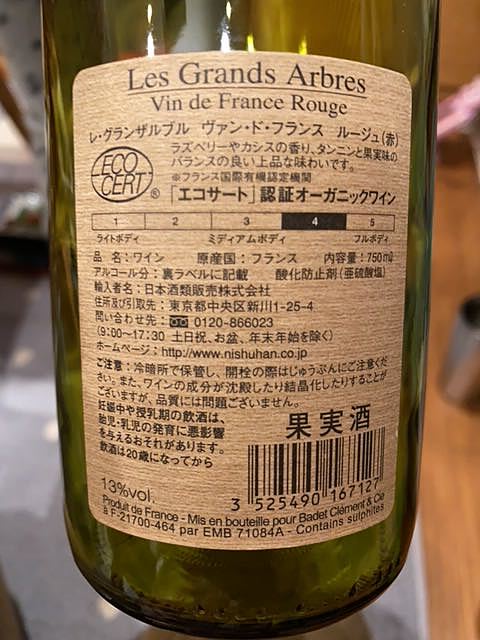 Les Grands Arbres
Vin de France Rouge
レ・グランザルブル ヴァン・ド・フランス ルージュ(赤)
ECO CERT ®
ラズベリーやカシスの香り、タンニンと果実味の
バランスの良い上品な味わいです。
※フランス国際有機認定機関
「エコサート」認証オーガニックワイン
1 2 3 4 5
ライトボディ ミディアムボディ フルボディ
品 名:ワイン 原産国:フランス 内容量:750mℓ
アルコール分:裏ラベルに記載 酸化防止剤(亜硫酸塩)
輸入者名:日本酒類販売株式会社
住所及び引取先:東京都中央区新川1-25-4
問い合わせ先: 0120-866023
(9:00〜17:30 土日祝、お盆、年末年始を除く)
ホームページ:http://www.nishuhan.co.jp
ご注意:冷暗所で保管し、開栓の際はじゅうぶんにご注意くだ
さい。また、ワインの成分が沈殿したり結晶化したりすることが
ございますが、品質には問題ございません。
妊娠中や授乳期の飲酒は、
胎児・乳児の発育に悪影響
を与えるおそれがあります。
飲酒は20歳になってから
果実酒
13%vol.
3 525490 167127
Produit de France - Mis en bouteille pour Badet Clément & Cie
à F-21700-464 par EMB 71084A - Contains sulphites